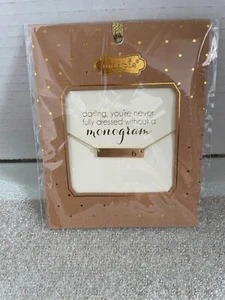 darling, you're never
fully dressed without a
monogram